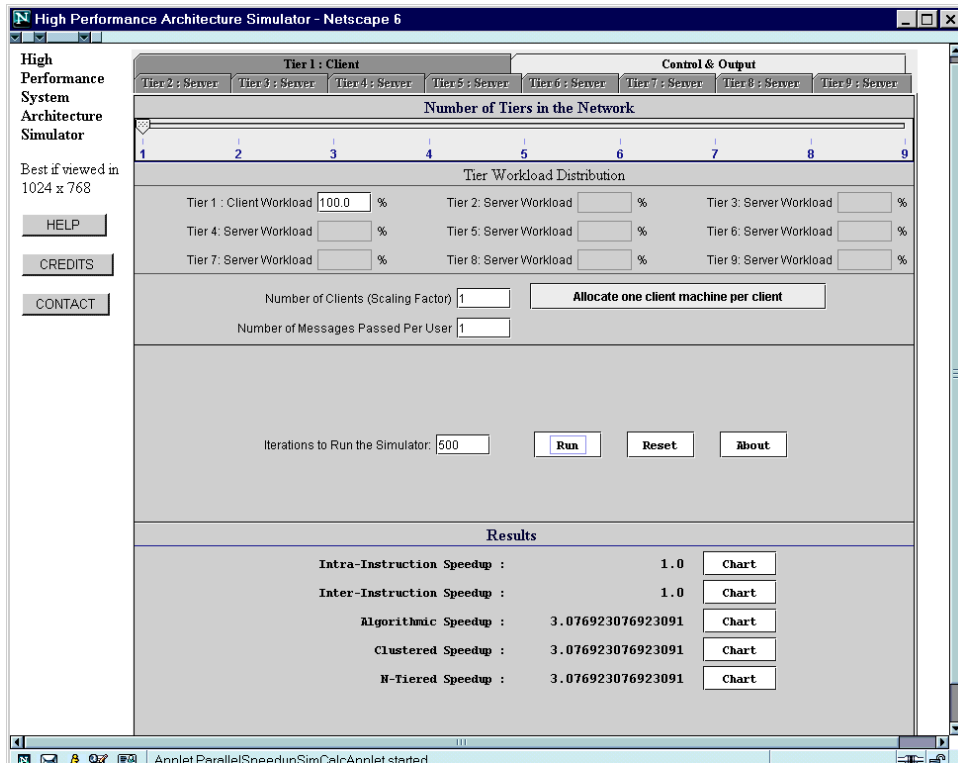 High Performance Architecture Simulator - Netscape 6
High
Performance
System
Architecture
Simulator
Best if viewed in
1024 x 768
HELP
CREDITS
CONTACT
Tier 1 : Client
Control & Output
Tier 2 : Server Tier 3 : Server Tier 4 : Server Tier 5 : Server Tier 6 : Server Tier 7 : Server Tier 8 : Server Tier 9 : Server
Number of Tiers in the Network
1 2 3 4 5 6 7 8 9
Tier Workload Distribution
Tier 1 : Client Workload 100.0 % Tier 2: Server Workload % Tier 3: Server Workload %
Tier 4: Server Workload % Tier 5: Server Workload % Tier 6: Server Workload %
Tier 7: Server Workload % Tier 8: Server Workload % Tier 9: Server Workload %
Number of Clients (Scaling Factor) 1 Allocate one client machine per client
Number of Messages Passed Per User 1
Iterations to Run the Simulator: 500 Run Reset About
Results
Intra-Instruction Speedup : 1.0 Chart
Inter-Instruction Speedup : 1.0 Chart
Algorithmic Speedup : 3.076923076923091 Chart
Clustered Speedup : 3.076923076923091 Chart
N-Tiered Speedup : 3.076923076923091 Chart
Applet ParallelSpeedupSimCalcApplet started